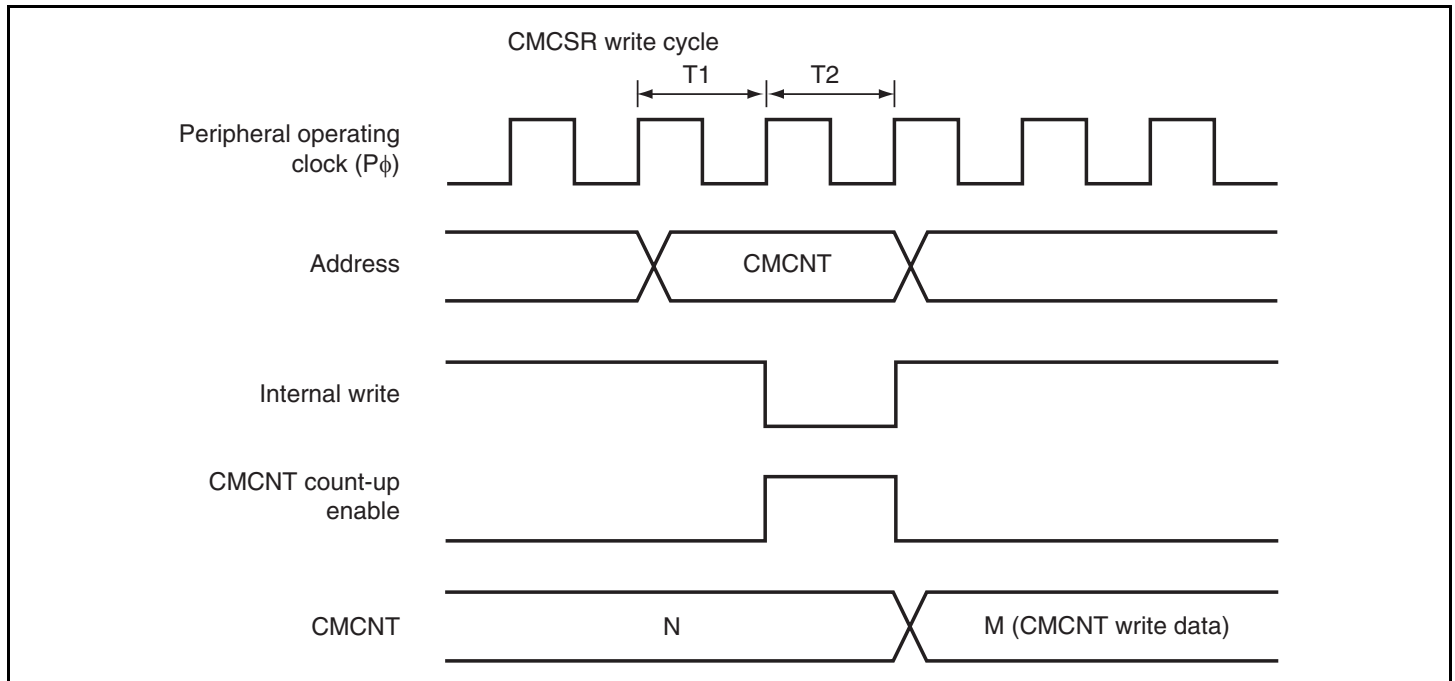 CMCSR write cycle
T1 T2
Peripheral operating
clock (Pϕ)
Address
CMCNT
Internal write
CMCNT count-up
enable
CMCNT
N
M (CMCNT write data)